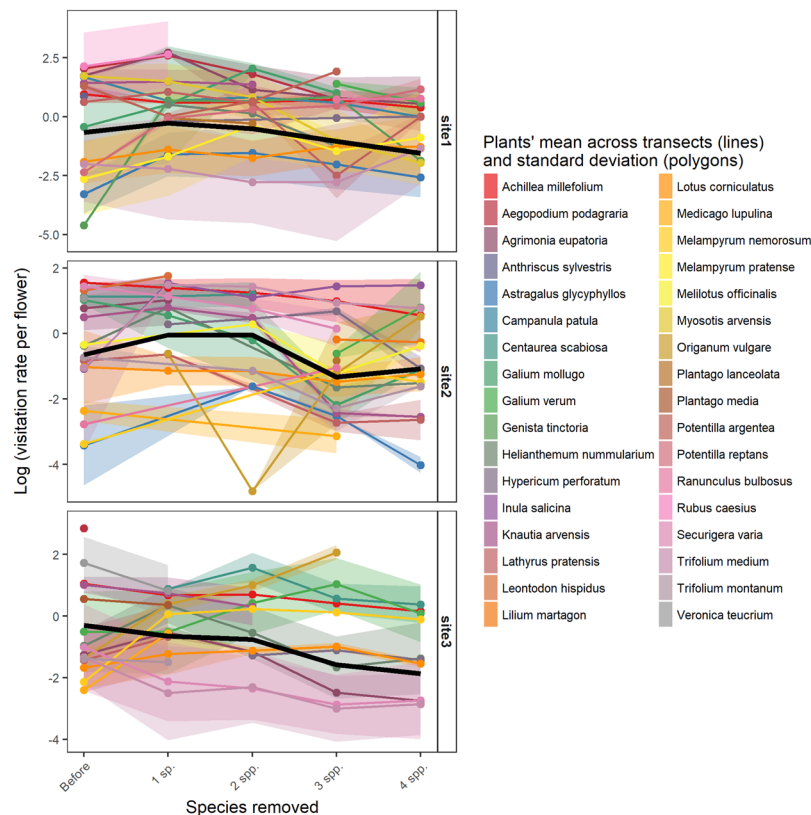 2.5
0.0
-2.5
-5.0
site1
2
0
-2
-4
site2
2
0
-2
-4
site3
Before
1 sp.
2 spp.
3 spp.
4 spp.
Species removed
Log (visitation rate per flower)
Plants' mean across transects (lines)
and standard deviation (polygons)
Achillea millefolium
Aegopodium podagraria
Agrimonia eupatoria
Anthriscus sylvestris
Astragalus glycyphyllos
Campanula patula
Centaurea scabiosa
Galium mollugo
Galium verum
Genista tinctoria
Helianthemum nummularium
Hypericum perforatum
Inula salicina
Knautia arvensis
Lathyrus pratensis
Leontodon hispidus
Lilium martagon
Lotus corniculatus
Medicago lupulina
Melampyrum nemorosum
Melampyrum pratense
Melilotus officinalis
Myosotis arvensis
Origanum vulgare
Plantago lanceolata
Plantago media
Potentilla argentea
Potentilla reptans
Ranunculus bulbosus
Rubus caesius
Securigera varia
Trifolium medium
Trifolium montanum
Veronica teucrium